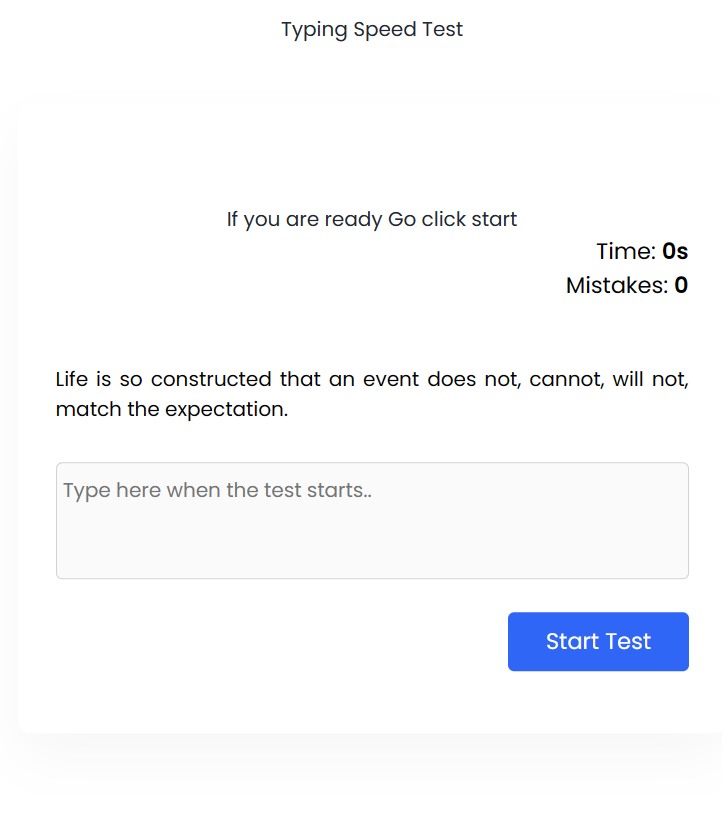 Typing Speed Test
If you are ready Go click start
Time: 0s
Mistakes: 0
Life is so constructed that an event does not, cannot, will not,
match the expectation.
Type here when the test starts..
Start Test